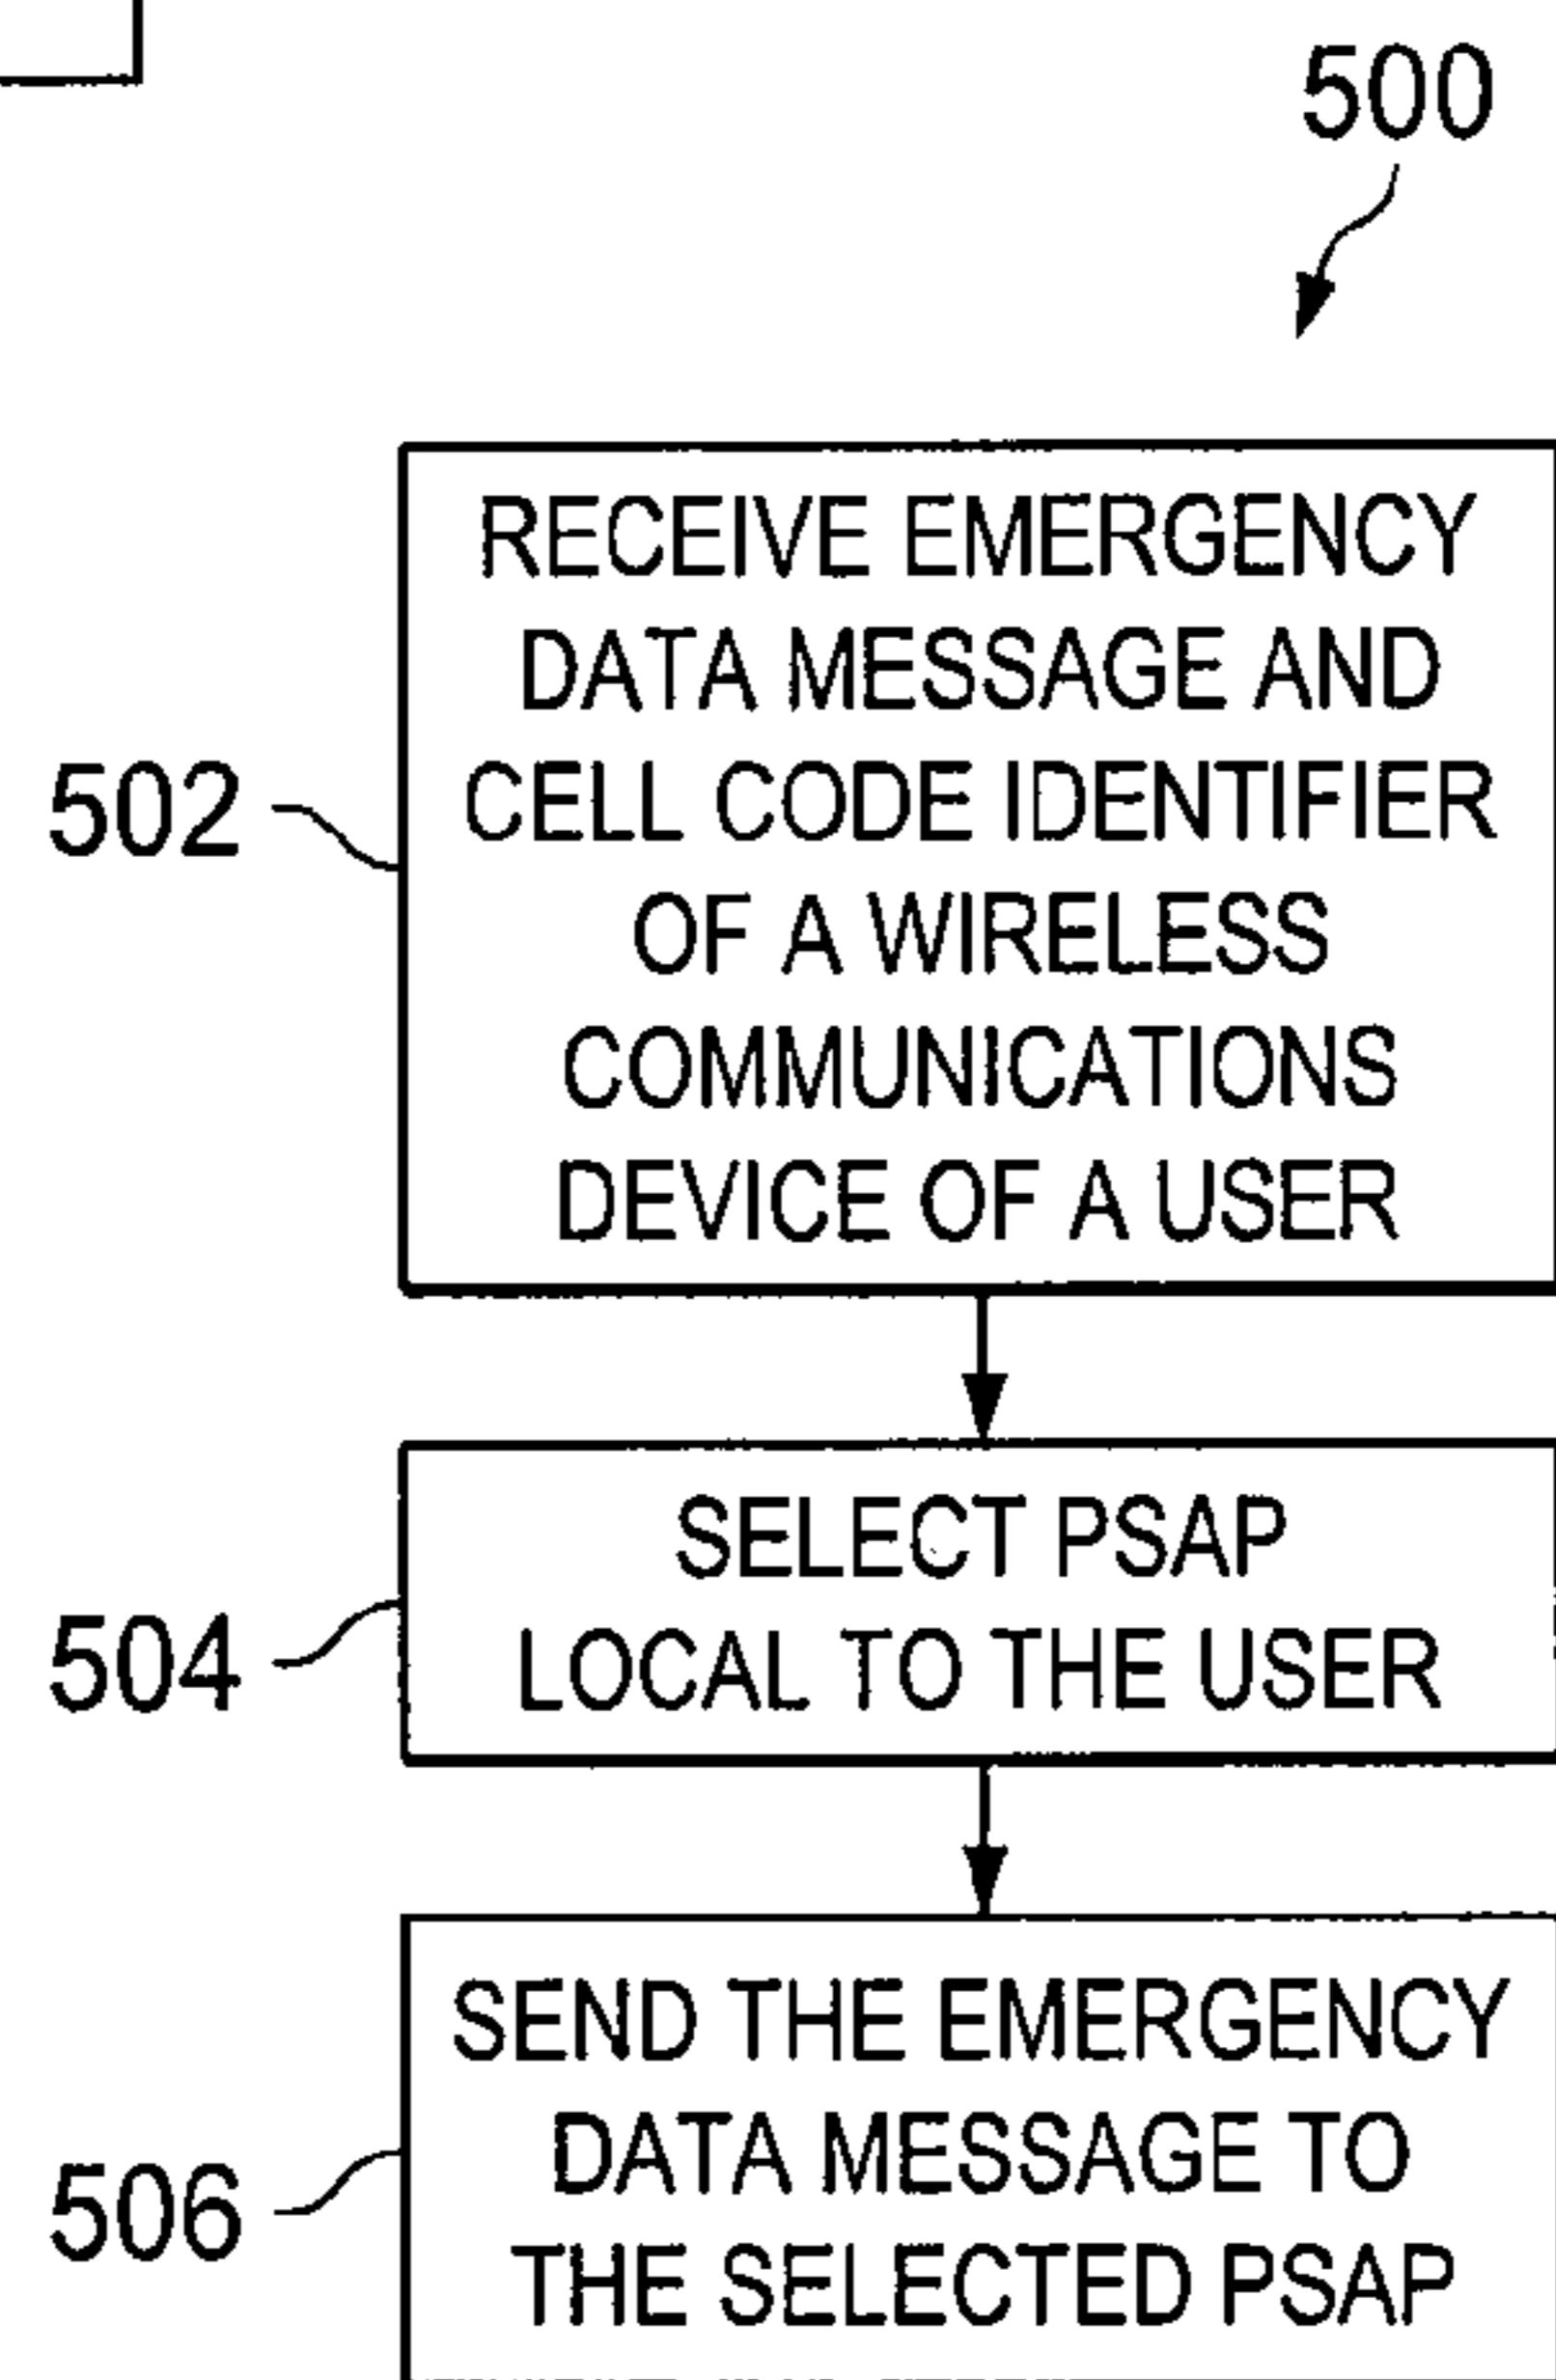 500
RECEIVE EMERGENCY
DATA MESSAGE AND
CELL CODE IDENTIFIER
OF A WIRELESS
COMMUNICATIONS
DEVICE OF A USER
502
SELECT PSAP
LOCAL TO THE USER
504
SEND THE EMERGENCY
DATA MESSAGE TO
THE SELECTED PSAP
506